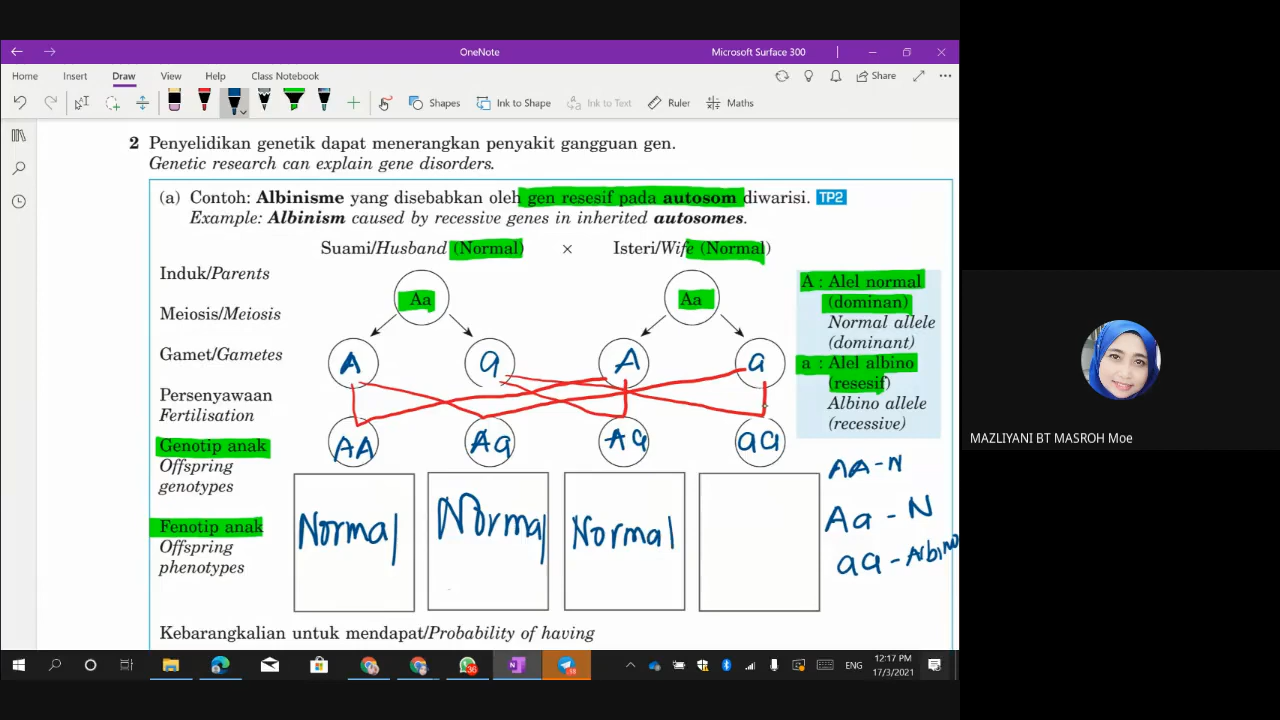 OneNote
Microsoft Surface 300
Home Insert Draw View Help Class Notebook
Share
Shapes Ink to Shape Ink to Text Ruler Maths
2 Penyelidikan genetik dapat menerangkan penyakit gangguan gen.
Genetic research can explain gene disorders.
(a) Contoh: Albinisme yang disebabkan oleh gen resesif pada autosom diwarisi. TP2
Example: Albinism caused by recessive genes in inherited autosomes.
Suami/Husband (Normal) × Isteri/Wife (Normal)
Induk/Parents
Aa Aa
Meiosis/Meiosis
Gamet/Gametes
A a A a
Persenyawaan
Fertilisation
Genotip anak
Offspring
genotypes
AA Aa Aa aa
Fenotip anak
Offspring
phenotypes
Normal Normal Normal
A : Alel normal
(dominan)
Normal allele
(dominant)
a : Alel albino
(resesif)
Albino allele
(recessive)
AA - N
Aa - N
aa - Albino
Kebarangkalian untuk mendapat/Probability of having
MAZLIYANI BT MASROH Moe
36
ENG
12:17 PM
17/3/2021